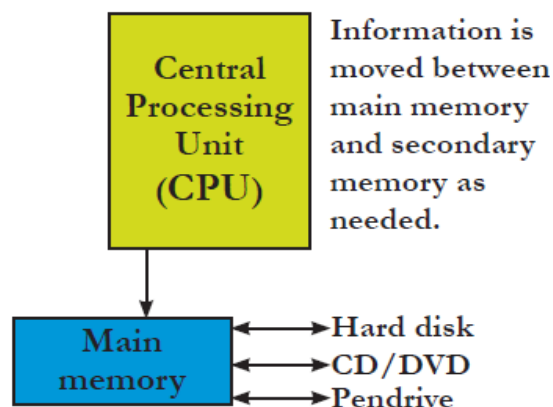 Central
Processing
Unit
(CPU)
Information is
moved between
main memory
and secondary
memory as
needed.
Main
memory
Hard disk
CD/DVD
Pendrive